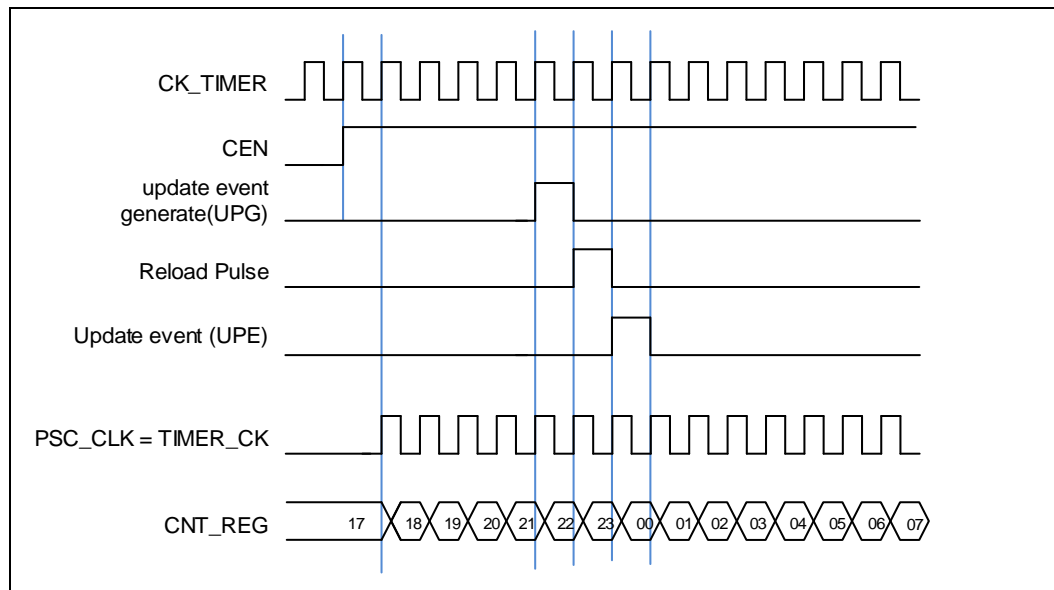 CK_TIMER
CEN
update event
generate(UPG)
Reload Pulse
Update event (UPE)
PSC_CLK = TIMER_CK
CNT_REG 17 18 19 20 21 22 23 00 01 02 03 04 05 06 07